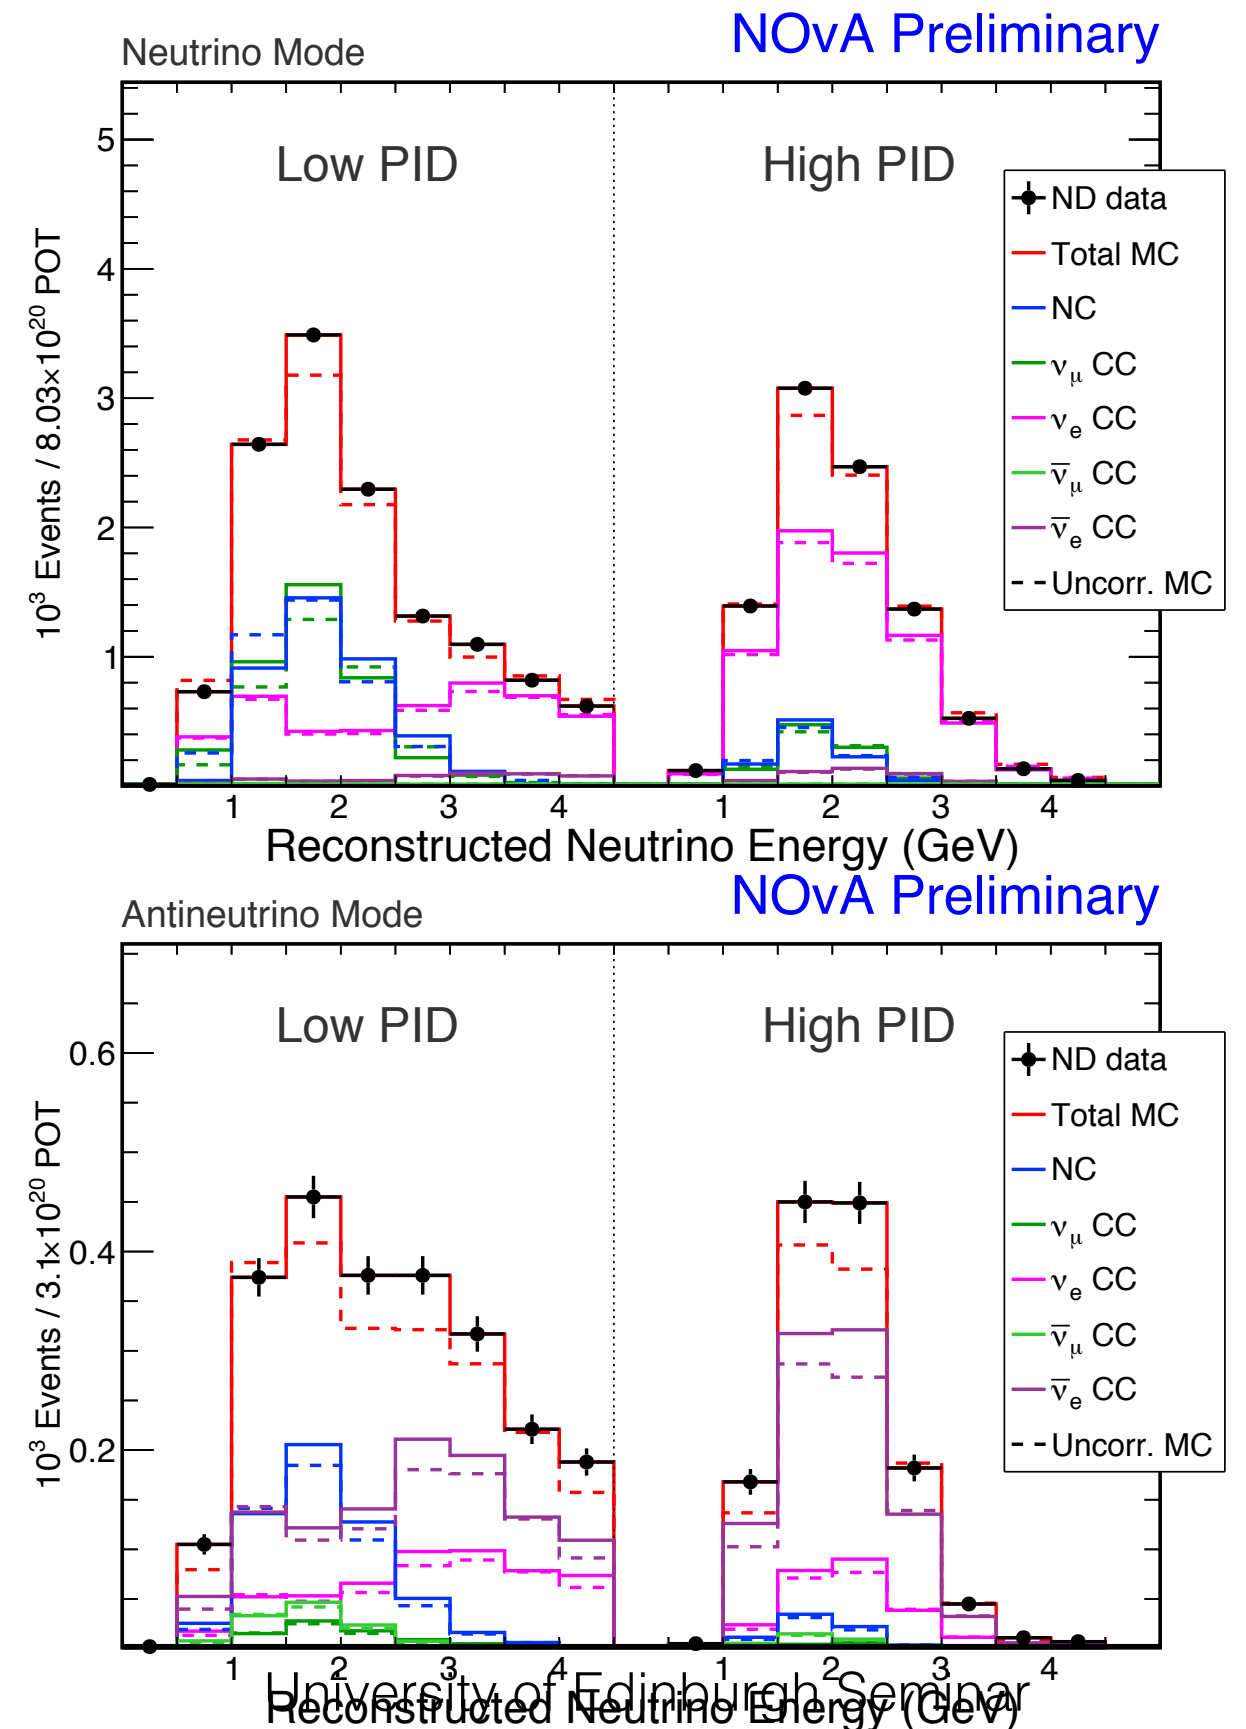 Neutrino Mode
NOvA Preliminary
Low PID
High PID
10³ Events / 8.03×10²⁰ POT
5
4
3
2
1
ND data
Total MC
NC
νμ CC
νe CC
ν̅μ CC
ν̅e CC
Uncorr. MC
1 2 3 4 1 2 3 4
Reconstructed Neutrino Energy (GeV)
Antineutrino Mode
NOvA Preliminary
Low PID
High PID
10³ Events / 3.1×10²⁰ POT
0.6
0.4
0.2
ND data
Total MC
NC
νμ CC
νe CC
ν̅μ CC
ν̅e CC
Uncorr. MC
1 2 3 4 1 2 3 4
University of Edinburgh Seminar
Reconstructed Neutrino Energy (GeV)